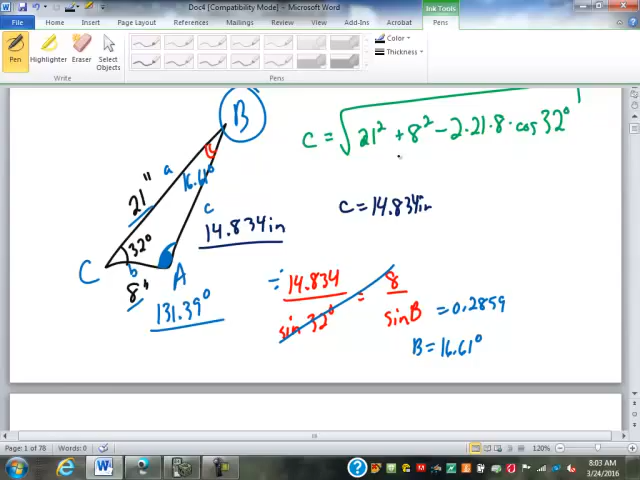 Doc4 [Compatibility Mode] - Microsoft Word
Ink Tools
File
Home
Insert
Page Layout
References
Mailings
Review
View
Add-Ins
Acrobat
Pens
Pen
Highlighter
Eraser
Select Objects
Color
Thickness
Write
Pens
Close
B
c = √21² + 8² - 2·21·8·cos 32°
a
16.61°
21"
c
14.834in
c = 14.834in
32°
C
b
A
8"
131.39°
÷ 14.834 = 8
sin 32° sinB = 0.2859
B = 16.61°
Page: 1 of 78
Words: 0
120%
8:03 AM
3/24/2016